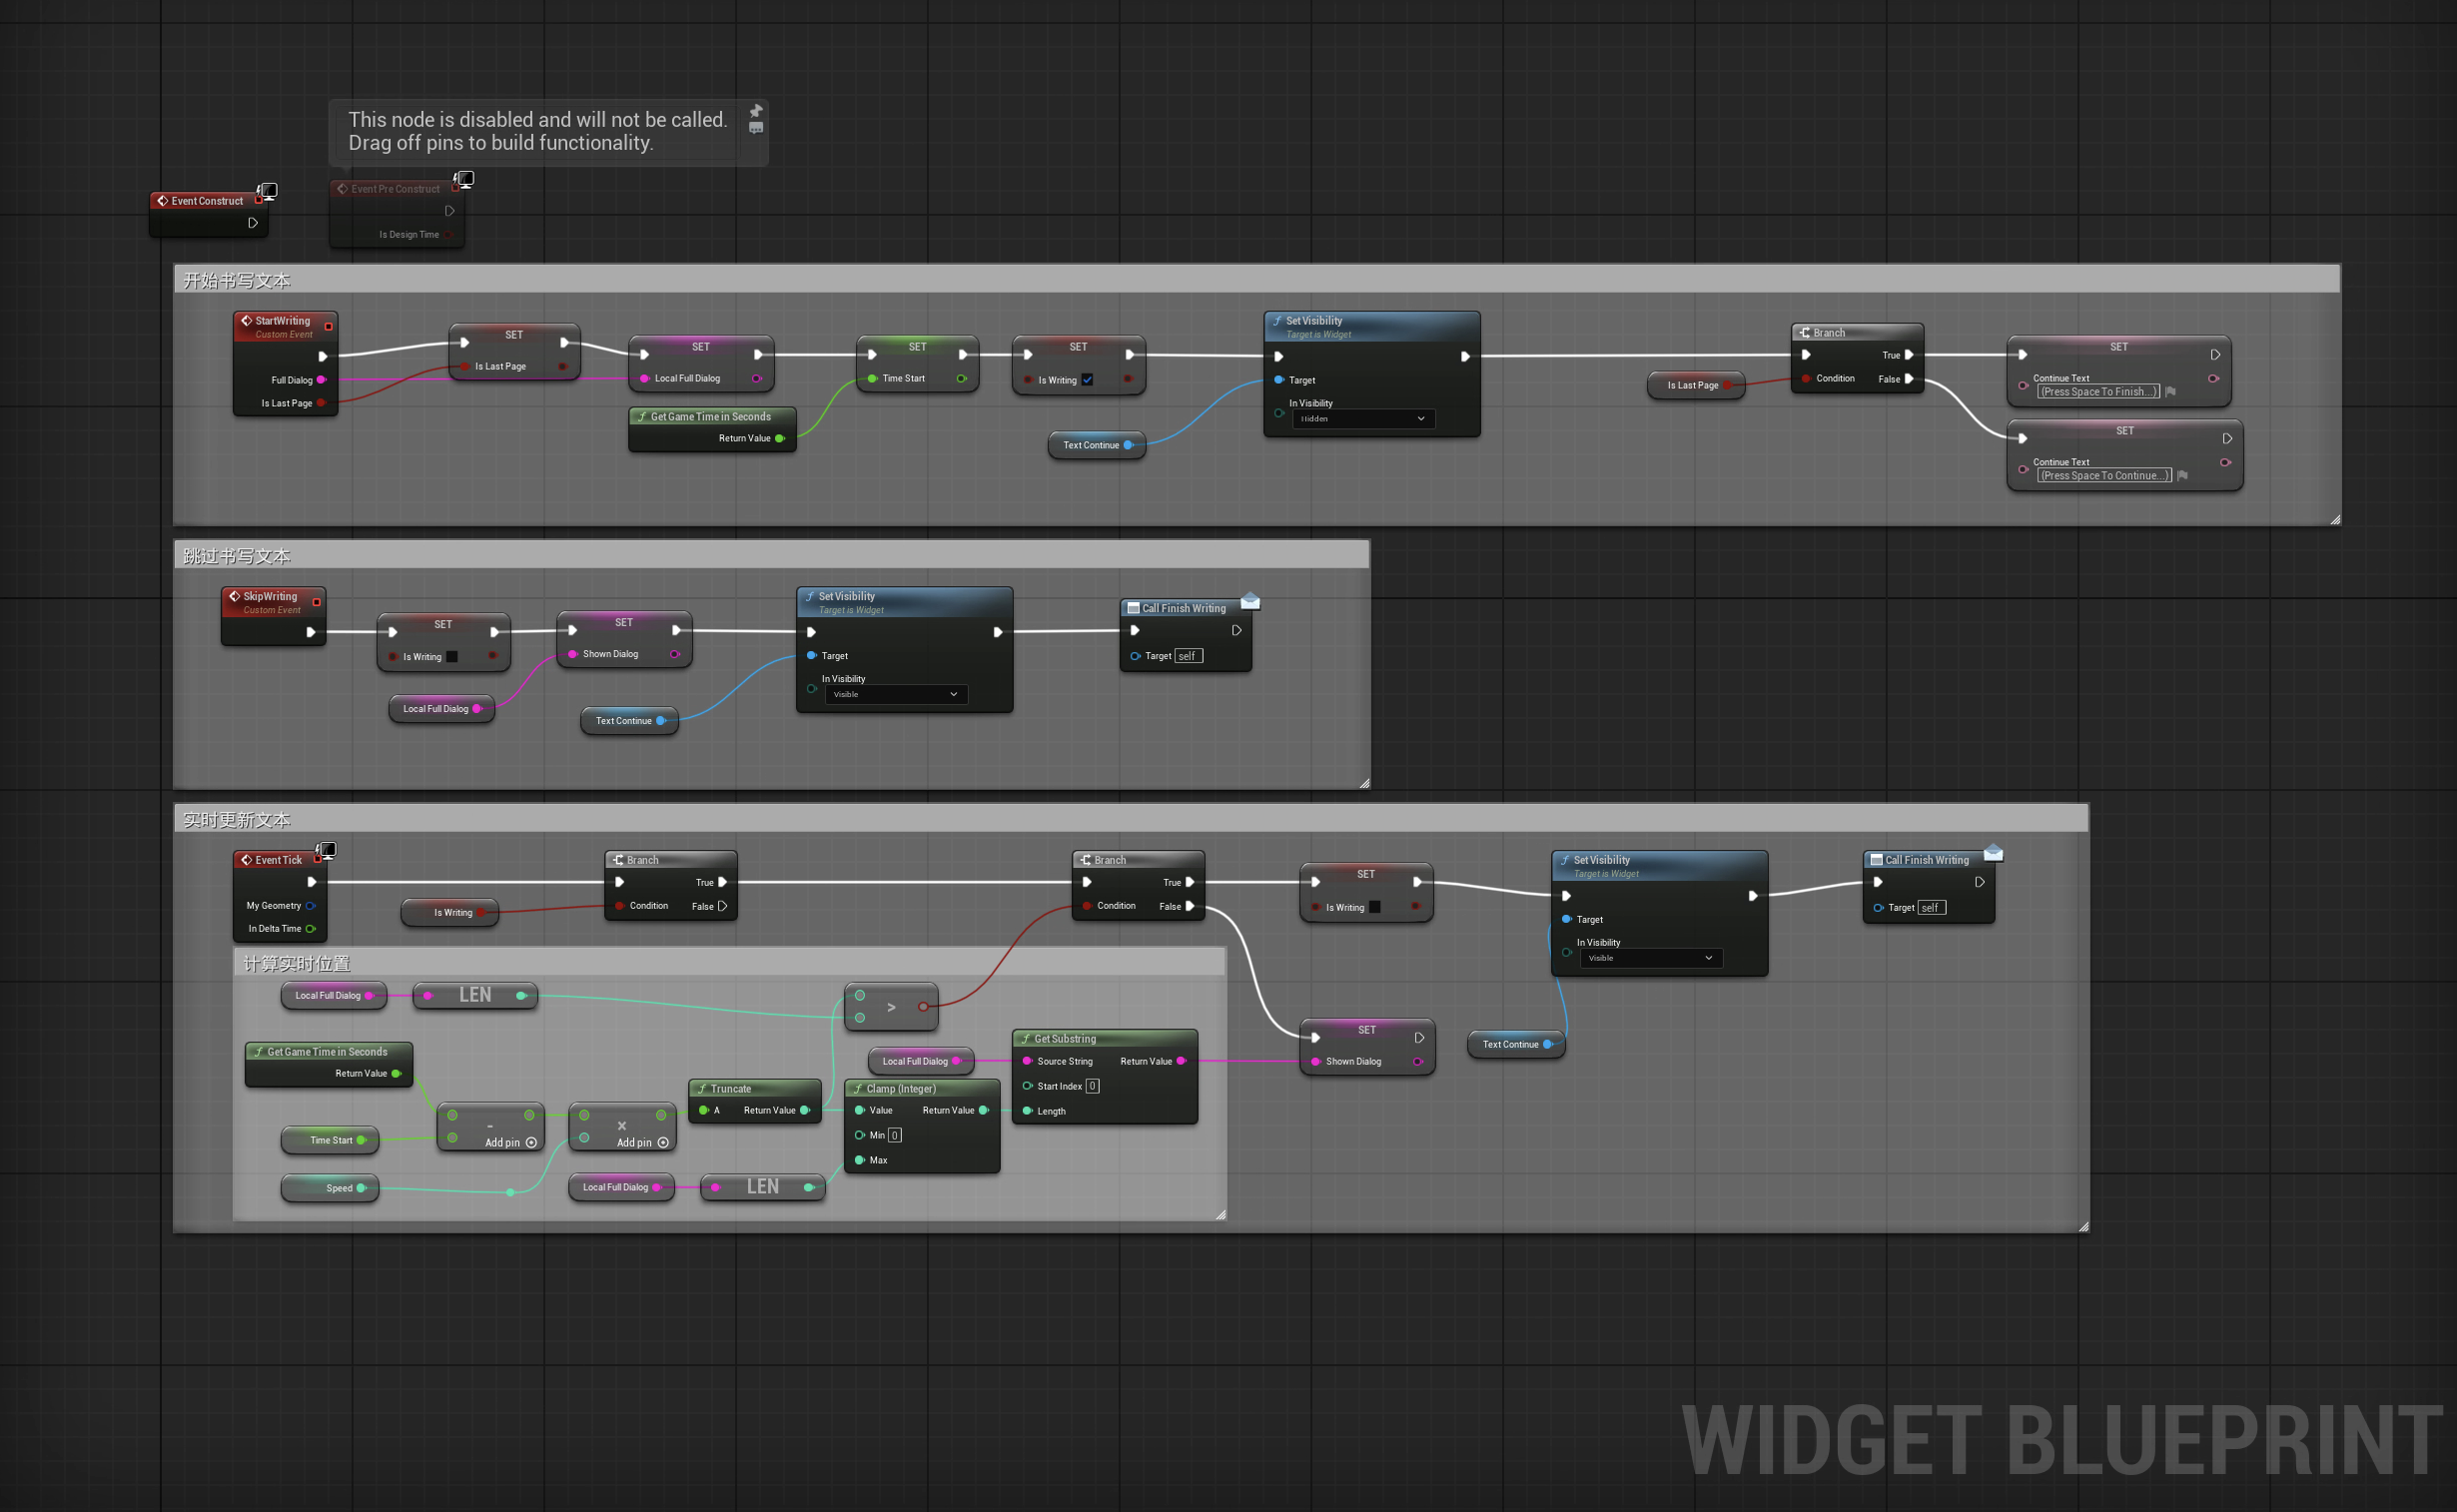 This node is disabled and will not be called.
Drag off pins to build functionality.
Event Construct
Event Pre Construct
Is Design Time
开始书写文本
StartWriting
Custom Event
Full Dialog
Is Last Page
SET
Is Last Page
SET
Local Full Dialog
Get Game Time in Seconds
Return Value
SET
Time Start
SET
Is Writing
Text Continue
Set Visibility
Target is Widget
Target
In Visibility
Hidden
Is Last Page
Branch
True
Condition
False
SET
Continue Text
(Press Space To Finish...)
SET
Continue Text
(Press Space To Continue...)
跳过书写文本
SkipWriting
Custom Event
SET
Is Writing
Local Full Dialog
SET
Shown Dialog
Text Continue
Set Visibility
Target is Widget
Target
In Visibility
Visible
Call Finish Writing
Target self
实时更新文本
Event Tick
My Geometry
In Delta Time
Is Writing
Branch
True
Condition
False
Branch
True
Condition
False
SET
Is Writing
Set Visibility
Target is Widget
Target
In Visibility
Visible
Call Finish Writing
Target self
SET
Shown Dialog
Text Continue
计算实时位置
Local Full Dialog
LEN
>
Get Game Time in Seconds
Return Value
Time Start
Speed
-
Add pin
x
Add pin
Truncate
A Return Value
Local Full Dialog
LEN
Local Full Dialog
Clamp (Integer)
Value Return Value
Min 0
Max
Get Substring
Source String Return Value
Start Index 0
Length
WIDGET BLUEPRINT